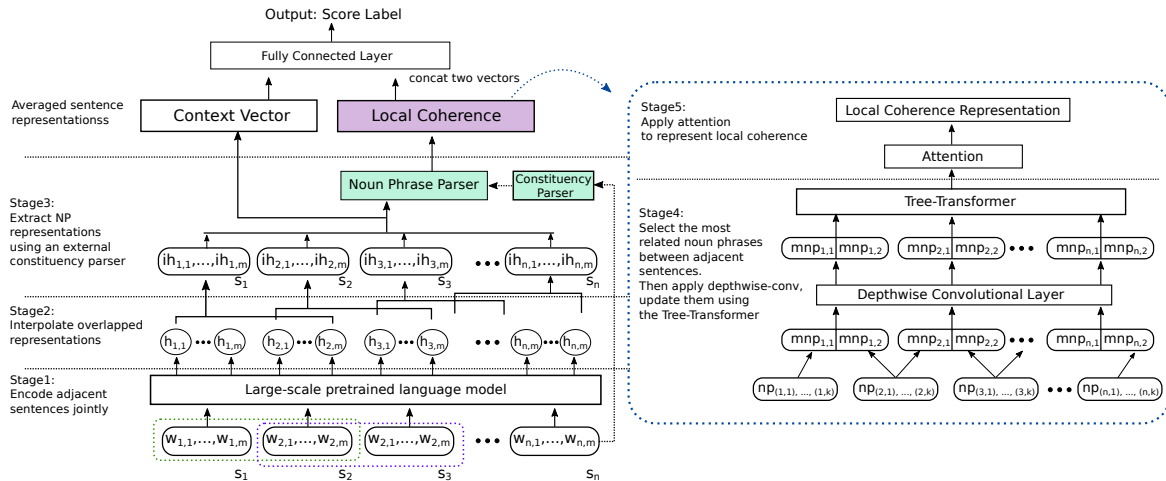 Output: Score Label
Fully Connected Layer
concat two vectors
Averaged sentence
representationss
Context Vector
Local Coherence
Noun Phrase Parser
Constituency
Parser
Stage3:
Extract NP
representations
using an external
constituency parser
ih1,1,...,ih1,m
ih2,1,...,ih2,m
ih3,1,...,ih3,m
•••
ihn,1,...,ihn,m
s1
s2
s3
sn
Stage2:
Interpolate overlapped
representations
h1,1 ••• h1,m
h2,1 ••• h2,m
h3,1 ••• h3,m
•••
hn,m ••• hn,m
Stage1:
Encode adjacent
sentences jointly
Large-scale pretrained language model
w1,1,...,w1,m
w2,1,...,w2,m
w2,1,...,w2,m
•••
wn,1,...,wn,m
s1
s2
s3
sn
Stage5:
Apply attention
to represent local coherence
Local Coherence Representation
Attention
Stage4:
Select the most
related noun phrases
between adjacent
sentences.
Then apply depthwise-conv,
update them using
the Tree-Transformer
Tree-Transformer
mnp1,1 mnp1,2
mnp2,1 mnp2,2
•••
mnpn,1 mnpn,2
Depthwise Convolutional Layer
mnp1,1 mnp1,2
mnp2,1 mnp2,2
•••
mnpn,1 mnpn,2
np(1,1), ..., (1,k)
np(2,1), ..., (2,k)
np(3,1), ..., (3,k)
•••
np(n,1), ..., (n,k)